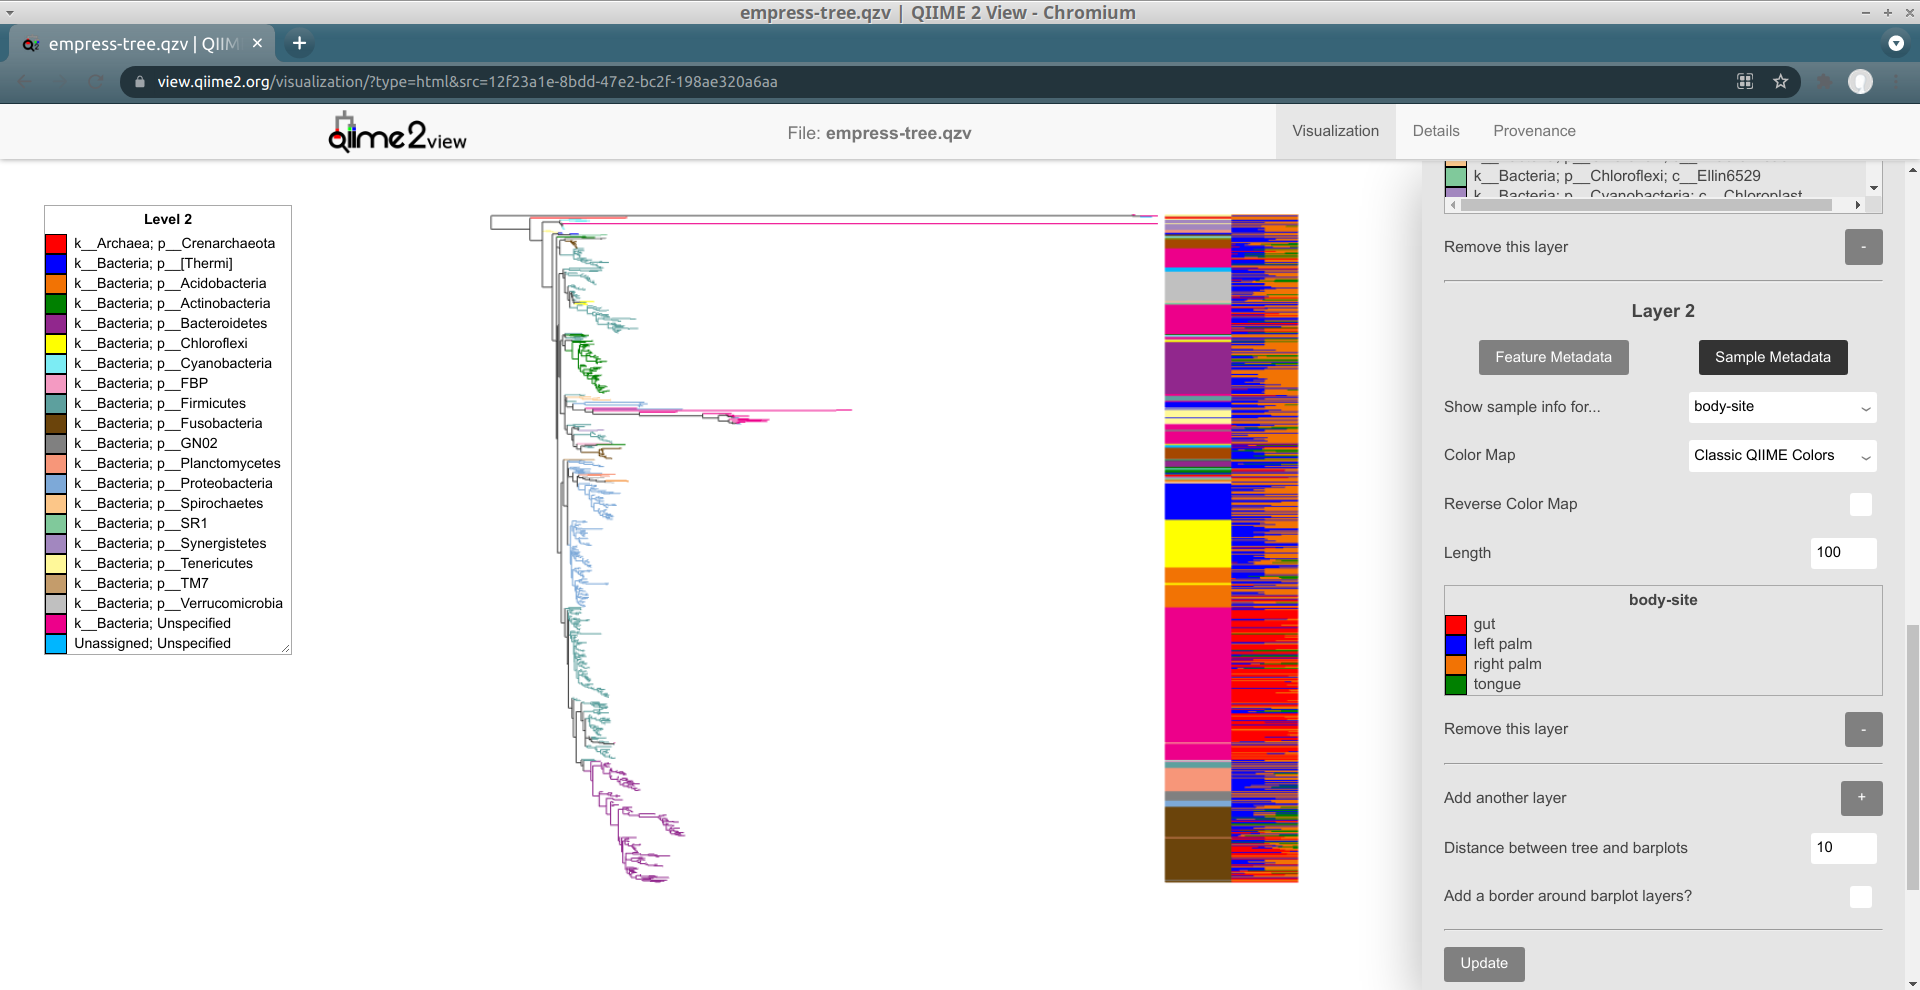 empress-tree.qzv | QIIME 2 View - Chromium
empress-tree.qzv | QIIM
view.qiime2.org/visualization/?type=html&src=12f23a1e-8bdd-47e2-bc2f-198ae320a6aa
qiime2view
File: empress-tree.qzv
Visualization
Details
Provenance
Level 2
k__Archaea; p__Crenarchaeota
k__Bacteria; p__[Thermi]
k__Bacteria; p__Acidobacteria
k__Bacteria; p__Actinobacteria
k__Bacteria; p__Bacteroidetes
k__Bacteria; p__Chloroflexi
k__Bacteria; p__Cyanobacteria
k__Bacteria; p__FBP
k__Bacteria; p__Firmicutes
k__Bacteria; p__Fusobacteria
k__Bacteria; p__GN02
k__Bacteria; p__Planctomycetes
k__Bacteria; p__Proteobacteria
k__Bacteria; p__Spirochaetes
k__Bacteria; p__SR1
k__Bacteria; p__Synergistetes
k__Bacteria; p__Tenericutes
k__Bacteria; p__TM7
k__Bacteria; p__Verrucomicrobia
k__Bacteria; Unspecified
Unassigned; Unspecified
k__Bacteria; p__Chloroflexi; c__Ellin6529
k__Bacteria; p__Cyanobacteria; c__Chloroplast
Remove this layer
-
Layer 2
Feature Metadata
Sample Metadata
Show sample info for...
body-site
Color Map
Classic QIIME Colors
Reverse Color Map
Length
100
body-site
gut
left palm
right palm
tongue
Remove this layer
-
Add another layer
+
Distance between tree and barplots
10
Add a border around barplot layers?
Update